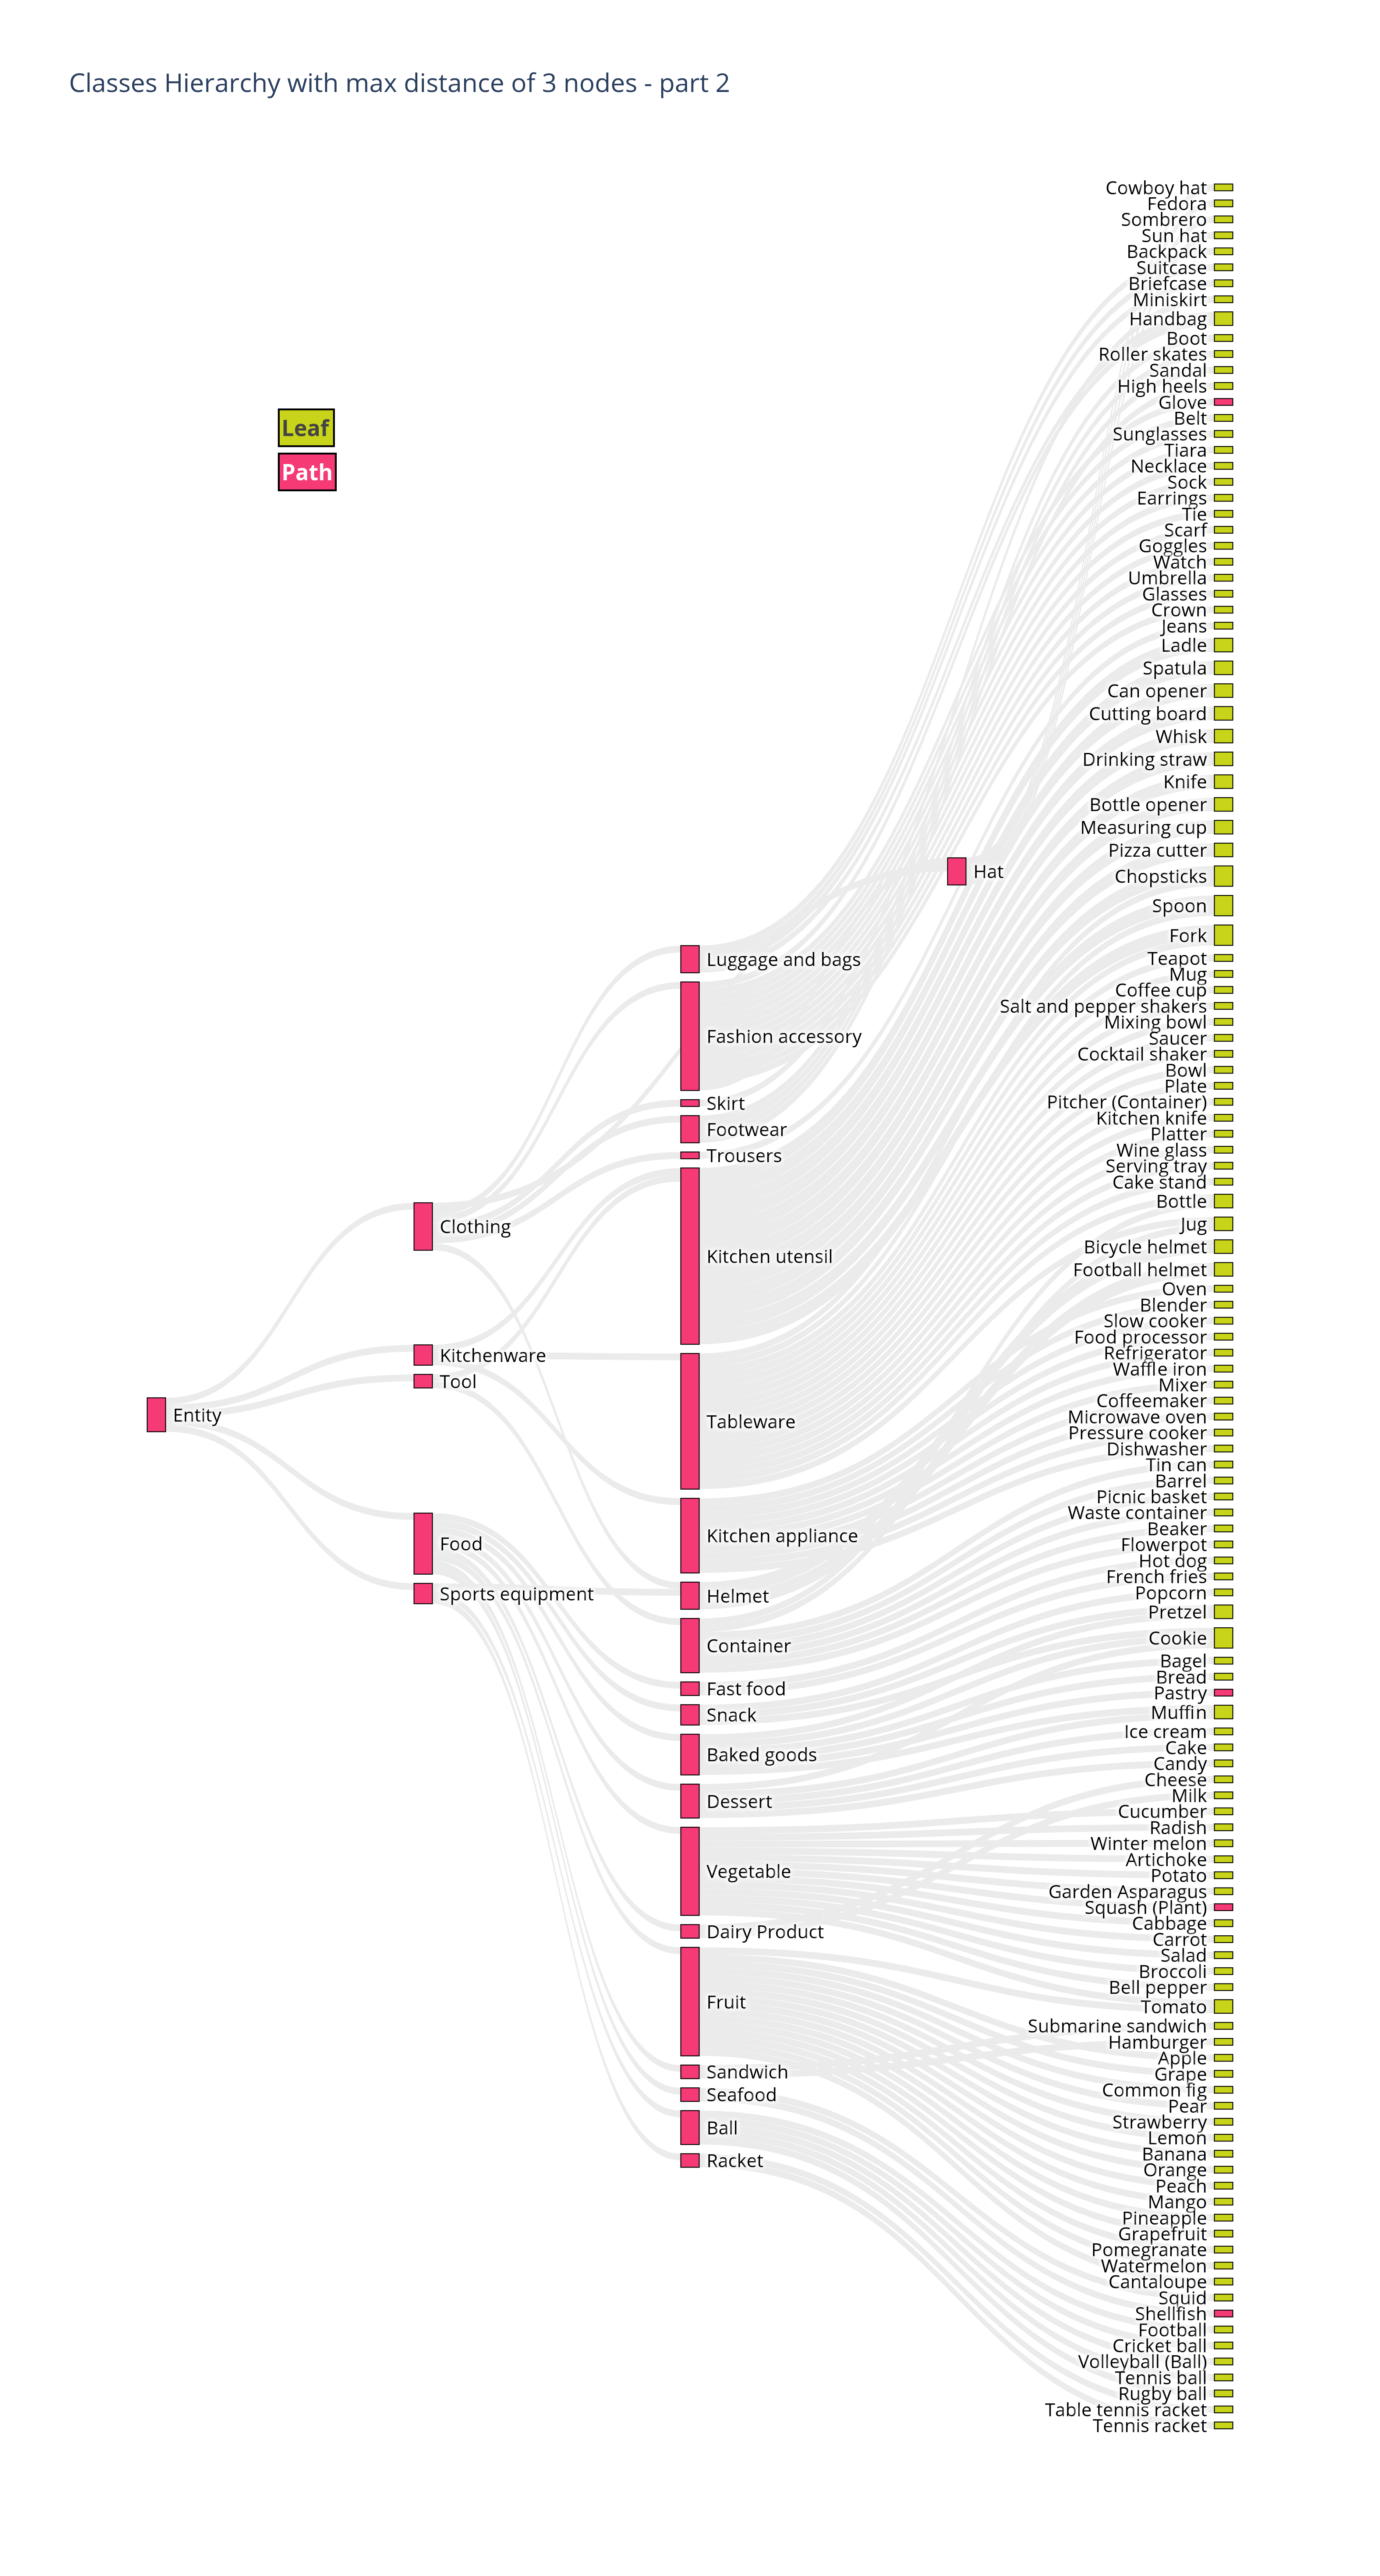 Classes Hierarchy with max distance of 3 nodes - part 2
Leaf
Path
Entity
Clothing
Kitchenware
Tool
Food
Sports equipment
Luggage and bags
Fashion accessory
Skirt
Footwear
Trousers
Kitchen utensil
Tableware
Kitchen appliance
Helmet
Container
Fast food
Snack
Baked goods
Dessert
Vegetable
Dairy Product
Fruit
Sandwich
Seafood
Ball
Racket
Hat
Cowboy hat
Fedora
Sombrero
Sun hat
Backpack
Suitcase
Briefcase
Miniskirt
Handbag
Boot
Roller skates
Sandal
High heels
Glove
Belt
Sunglasses
Tiara
Necklace
Sock
Earrings
Tie
Scarf
Goggles
Watch
Umbrella
Glasses
Crown
Jeans
Ladle
Spatula
Can opener
Cutting board
Whisk
Drinking straw
Knife
Bottle opener
Measuring cup
Pizza cutter
Chopsticks
Spoon
Fork
Teapot
Mug
Coffee cup
Salt and pepper shakers
Mixing bowl
Saucer
Cocktail shaker
Bowl
Plate
Pitcher (Container)
Kitchen knife
Platter
Wine glass
Serving tray
Cake stand
Bottle
Jug
Bicycle helmet
Football helmet
Oven
Blender
Slow cooker
Food processor
Refrigerator
Waffle iron
Mixer
Coffeemaker
Microwave oven
Pressure cooker
Dishwasher
Tin can
Barrel
Picnic basket
Waste container
Beaker
Flowerpot
Hot dog
French fries
Popcorn
Pretzel
Cookie
Bagel
Bread
Pastry
Muffin
Ice cream
Cake
Candy
Cheese
Milk
Cucumber
Radish
Winter melon
Artichoke
Potato
Garden Asparagus
Squash (Plant)
Cabbage
Carrot
Salad
Broccoli
Bell pepper
Tomato
Submarine sandwich
Hamburger
Apple
Grape
Common fig
Pear
Strawberry
Lemon
Banana
Orange
Peach
Mango
Pineapple
Grapefruit
Pomegranate
Watermelon
Cantaloupe
Squid
Shellfish
Football
Cricket ball
Volleyball (Ball)
Tennis ball
Rugby ball
Table tennis racket
Tennis racket